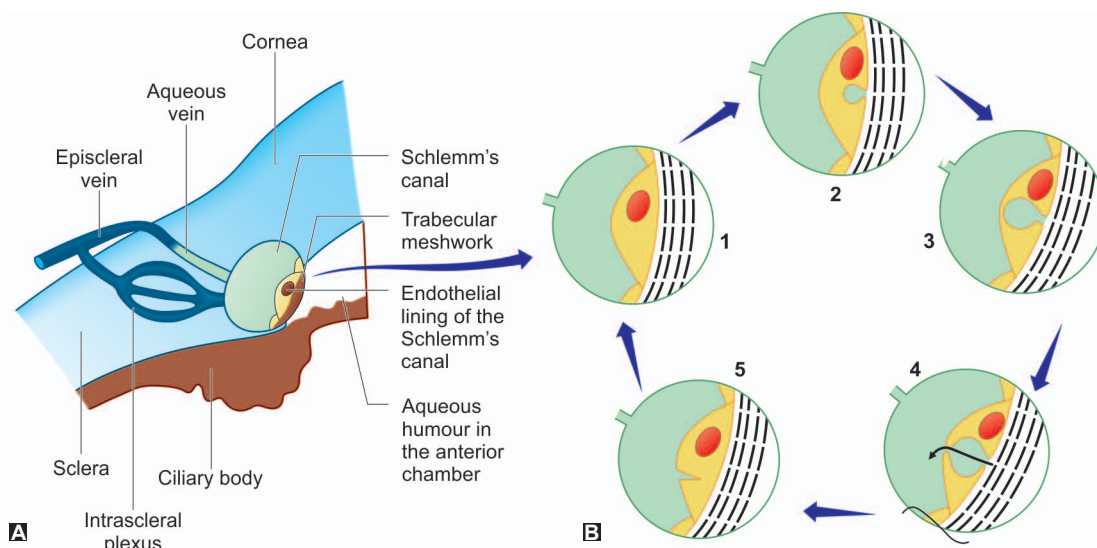 Cornea
Aqueous
vein
Episcleral
vein
Schlemm's
canal
Trabecular
meshwork
Endothelial
lining of the
Schlemm's
canal
Aqueous
humour in
the anterior
chamber
Sclera
Ciliary body
Intrascleral
plexus
A
1
2
3
4
5
B